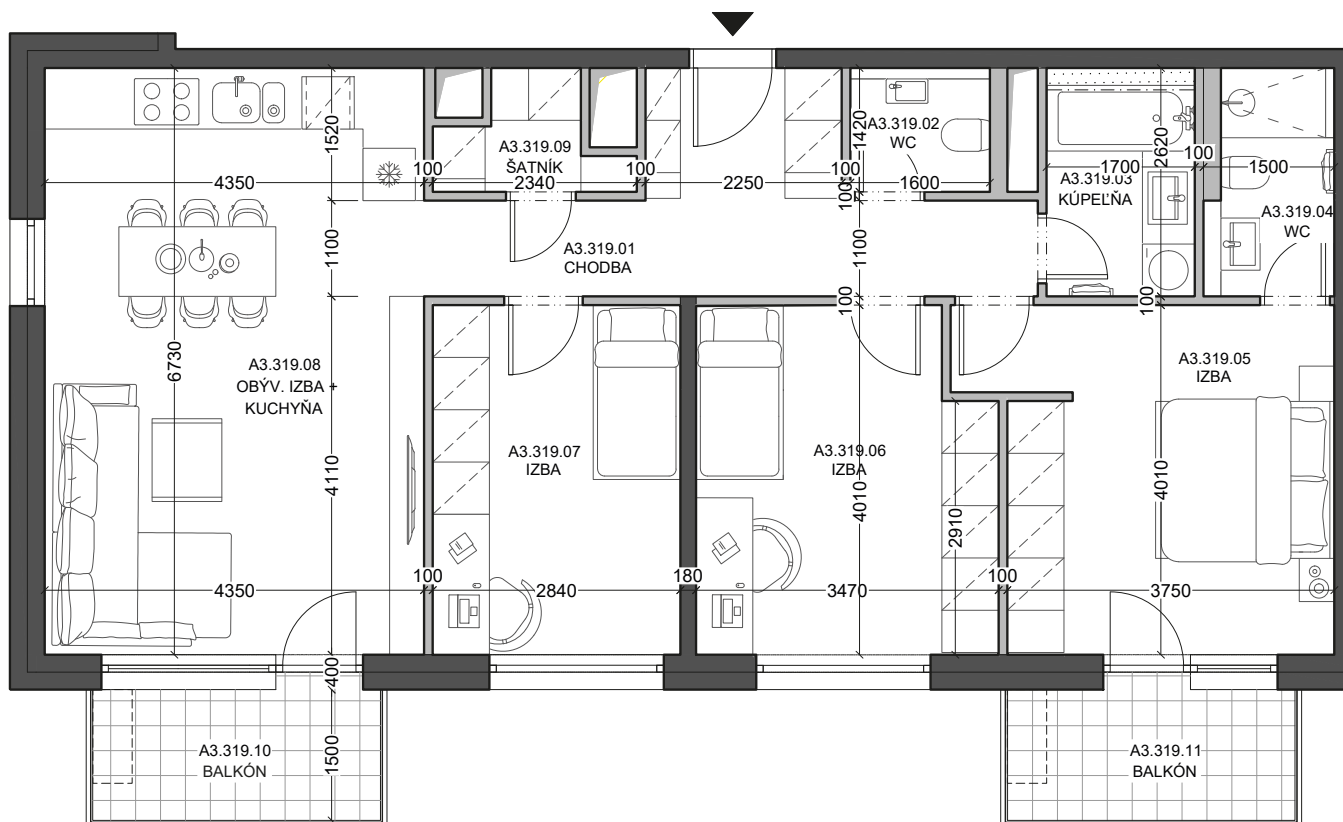 A3.319.09
ŠATNÍK
A3.319.02
WC
A3.319.03
KÚPEĽŇA
A3.319.04
WC
A3.319.01
CHODBA
A3.319.08
OBÝV. IZBA +
KUCHYŇA
A3.319.07
IZBA
A3.319.06
IZBA
A3.319.05
IZBA
A3.319.10
BALKÓN
A3.319.11
BALKÓN
1520
1420
2620
100
100
100
100
4350
2340
2250
1600
1700
1500
100
1100
1100
100
100
6730
4110
4010
2910
4010
4350
100
2840
180
3470
100
3750
400
1500